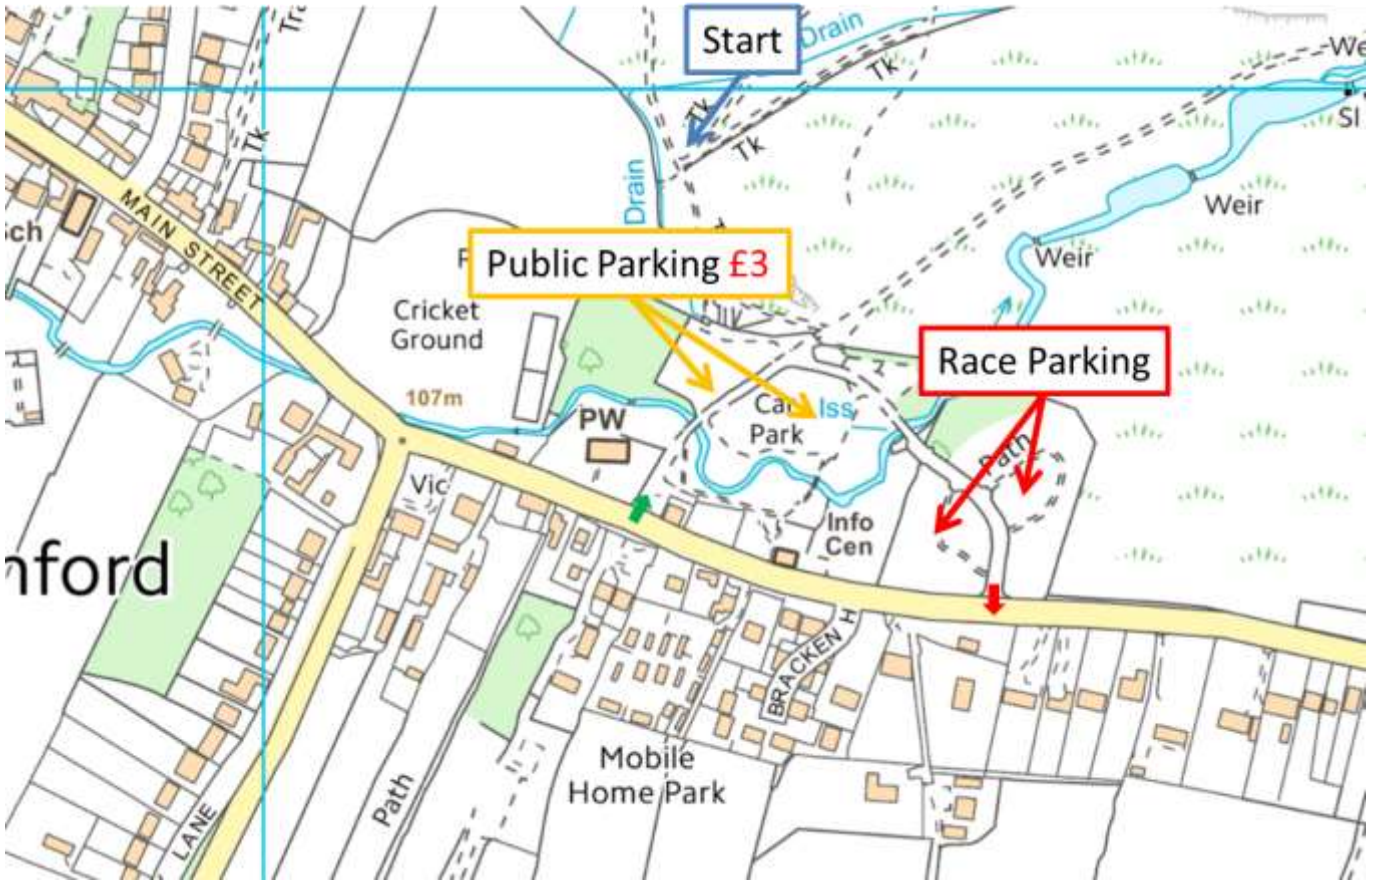 Start
Drain
Tk
Tk
Tk
Tk
We
Sl
Weir
Weir
Drain
ch
MAIN STREET
Public Parking £3
Cricket
Ground
107m
PW
Car
Park
Iss
Race Parking
Path
Vic
Info
Cen
nford
BRACKEN H
Mobile
Home Park
Path
LANE